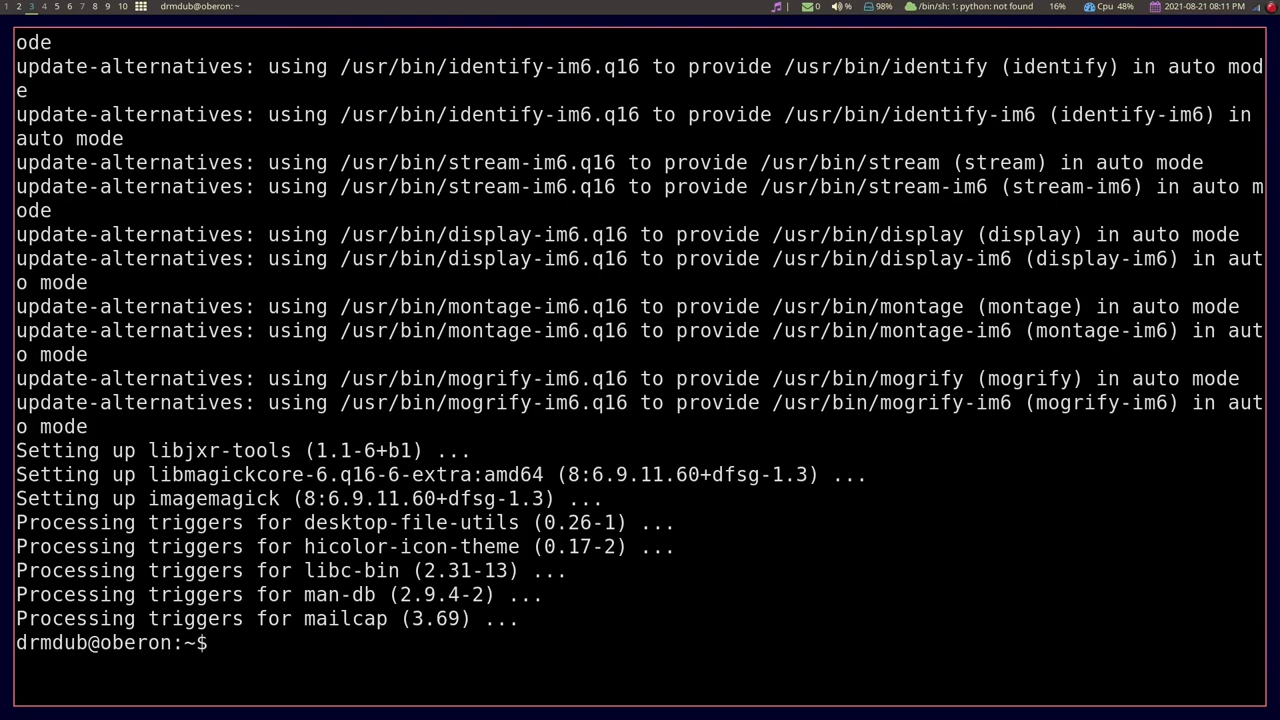 1 2 3 4 5 6 7 8 9 10 drmdub@oberon: ~ | 0 % 98% /bin/sh: 1: python: not found 16% Cpu 48% 2021-08-21 08:11 PM
ode
update-alternatives: using /usr/bin/identify-im6.q16 to provide /usr/bin/identify (identify) in auto mod
e
update-alternatives: using /usr/bin/identify-im6.q16 to provide /usr/bin/identify-im6 (identify-im6) in
auto mode
update-alternatives: using /usr/bin/stream-im6.q16 to provide /usr/bin/stream (stream) in auto mode
update-alternatives: using /usr/bin/stream-im6.q16 to provide /usr/bin/stream-im6 (stream-im6) in auto m
ode
update-alternatives: using /usr/bin/display-im6.q16 to provide /usr/bin/display (display) in auto mode
update-alternatives: using /usr/bin/display-im6.q16 to provide /usr/bin/display-im6 (display-im6) in aut
o mode
update-alternatives: using /usr/bin/montage-im6.q16 to provide /usr/bin/montage (montage) in auto mode
update-alternatives: using /usr/bin/montage-im6.q16 to provide /usr/bin/montage-im6 (montage-im6) in aut
o mode
update-alternatives: using /usr/bin/mogrify-im6.q16 to provide /usr/bin/mogrify (mogrify) in auto mode
update-alternatives: using /usr/bin/mogrify-im6.q16 to provide /usr/bin/mogrify-im6 (mogrify-im6) in aut
o mode
Setting up libjxr-tools (1.1-6+b1) ...
Setting up libmagickcore-6.q16-6-extra:amd64 (8:6.9.11.60+dfsg-1.3) ...
Setting up imagemagick (8:6.9.11.60+dfsg-1.3) ...
Processing triggers for desktop-file-utils (0.26-1) ...
Processing triggers for hicolor-icon-theme (0.17-2) ...
Processing triggers for libc-bin (2.31-13) ...
Processing triggers for man-db (2.9.4-2) ...
Processing triggers for mailcap (3.69) ...
drmdub@oberon:~$